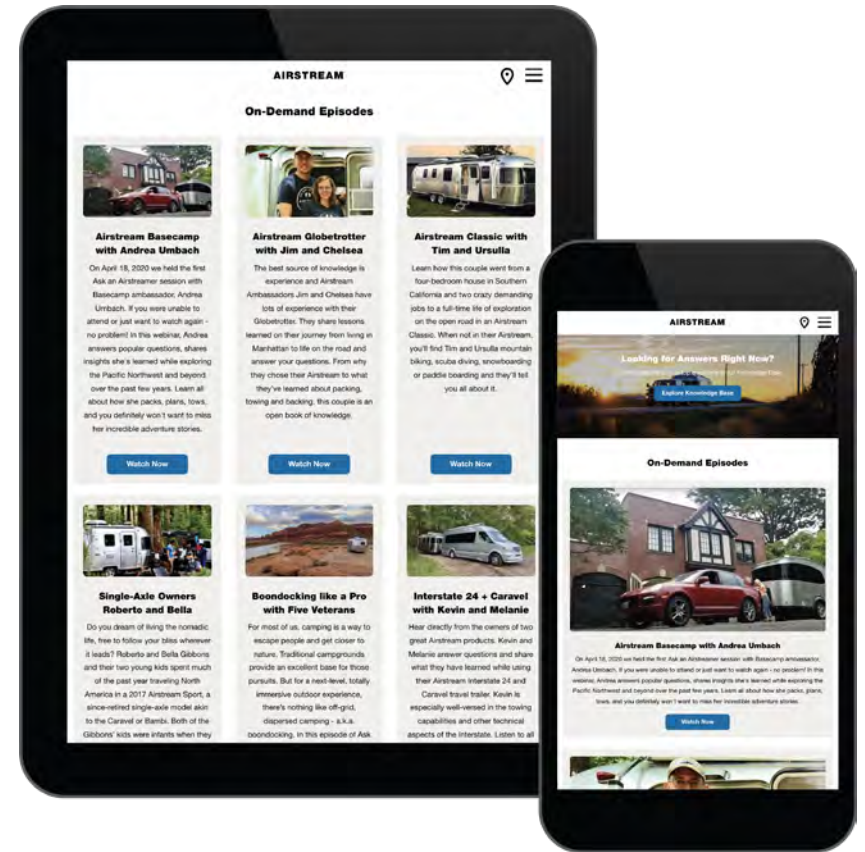 AIRSTREAM
On-Demand Episodes
Airstream Basecamp
with Andrea Umbach
On April 18, 2020 we held the first
Ask an Airstreamer session with
Basecamp ambassador, Andrea
Umbach. If you were unable to
attend or just want to watch again -
no problem! In this webinar, Andrea
answers popular questions, shares
insights she's learned while exploring
the Pacific Northwest and beyond
over the past few years. Learn all
about how she packs, plans, tows,
and you definitely won't want to miss
her incredible adventure stories.
Watch Now
Airstream Globetrotter
with Jim and Chelsea
The best source of knowledge is
experience and Airstream
Ambassadors Jim and Chelsea have
lots of experience with their
Globetrotter. They share lessons
learned on their journey from living in
Manhattan to life on the road and
answer your questions. From why
they chose their Airstream to what
they've learned about packing,
towing and backing, this couple is an
open book of knowledge.
Watch Now
Airstream Classic with
Tim and Ursulla
Learn how this couple went from a
four-bedroom house in Southern
California and two crazy demanding
jobs to a full-time life of exploration
on the open road in an Airstream
Classic. When not in their Airstream,
you'll find Tim and Ursulla mountain
biking, scuba diving, snowboarding
or paddle boarding and they'll tell
you all about it.
Watch Now
Single-Axle Owners
Roberto and Bella
Do you dream of living the nomadic
life, free to follow your bliss wherever
it leads? Roberto and Bella Gibbons
and their two young kids spent much
of the past year traveling North
America in a 2017 Airstream Sport, a
since-retired single-axle model akin
to the Caravel or Bambi. Both of the
Gibbons' kids were infants when they
Boondocking like a Pro
with Five Veterans
For most of us, camping is a way to
escape people and get closer to
nature. Traditional campgrounds
provide an excellent base for those
pursuits. But for a next-level, totally
immersive outdoor experience,
there's nothing like off-grid,
dispersed camping - a.k.a.
boondocking. In this episode of Ask
Interstate 24 + Caravel
with Kevin and Melanie
Hear directly from the owners of two
great Airstream products. Kevin and
Melanie answer questions and share
what they have learned while using
their Airstream Interstate 24 and
Caravel travel trailer. Kevin is
especially well-versed in the towing
capabilities and other technical
aspects of the Interstate. Listen to all
AIRSTREAM
Looking for Answers Right Now?
Explore Knowledge Base
On-Demand Episodes
Airstream Basecamp with Andrea Umbach
On April 18, 2020 we held the first Ask an Airstreamer session with Basecamp ambassador,
Andrea Umbach. If you were unable to attend or just want to watch again - no problem! In this
webinar, Andrea answers popular questions, shares insights she's learned while exploring the
Pacific Northwest and beyond over the past few years. Learn all about how she packs, plans,
tows, and you definitely won't want to miss her incredible adventure stories.
Watch Now